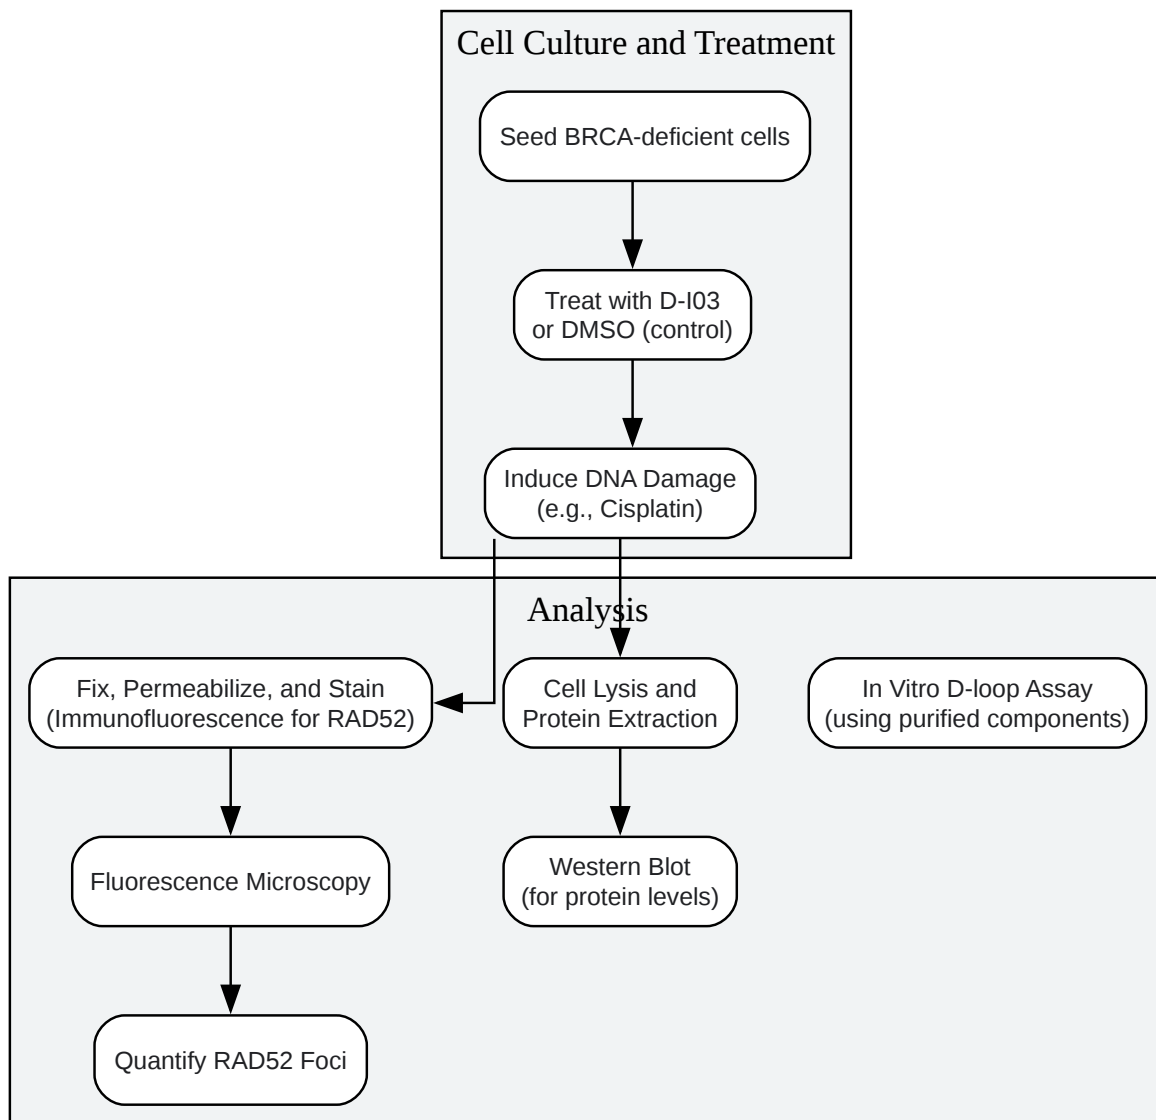 Cell Culture and Treatment
Seed BRCA-deficient cells
Treat with D-I03
or DMSO (control)
Induce DNA Damage
(e.g., Cisplatin)
Analysis
Fix, Permeabilize, and Stain
(Immunofluorescence for RAD52)
Cell Lysis and
Protein Extraction
In Vitro D-loop Assay
(using purified components)
Fluorescence Microscopy
Western Blot
(for protein levels)
Quantify RAD52 Foci